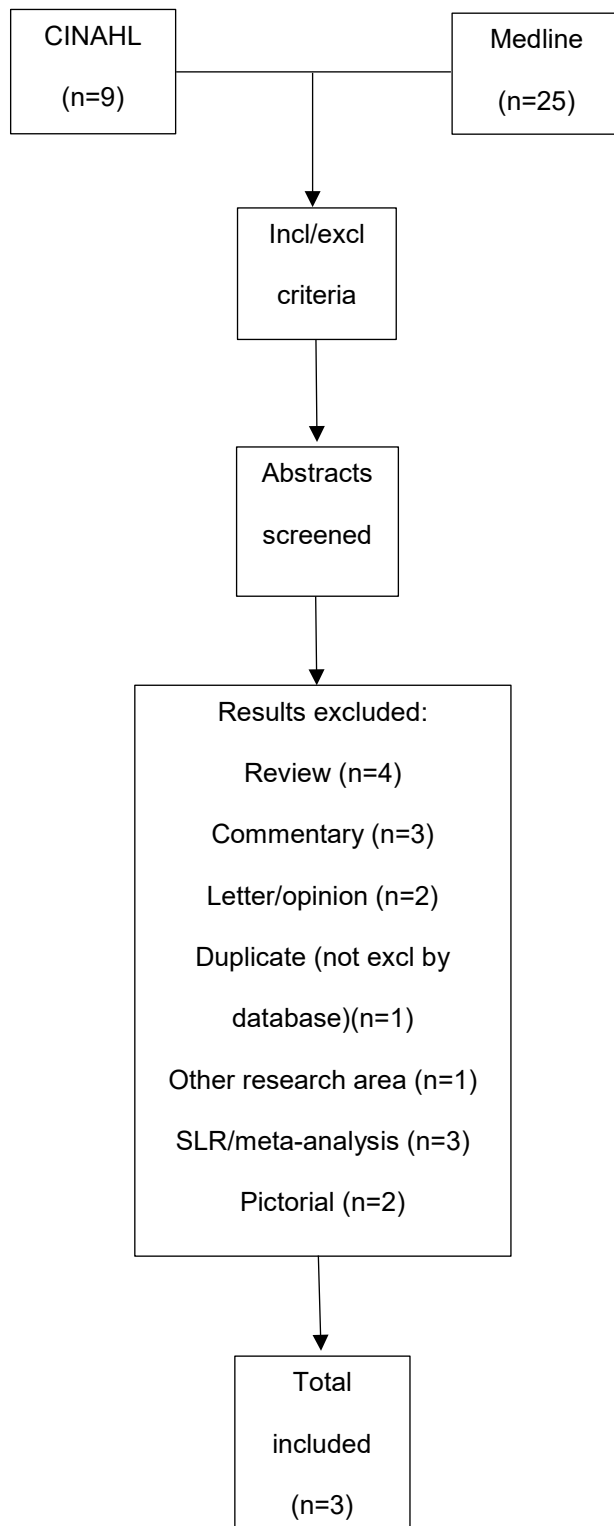 CINAHL
(n=9)
Medline
(n=25)
Incl/excl
criteria
Abstracts
screened
Results excluded:
Review (n=4)
Commentary (n=3)
Letter/opinion (n=2)
Duplicate (not excl by
database)(n=1)
Other research area (n=1)
SLR/meta-analysis (n=3)
Pictorial (n=2)
Total
included
(n=3)